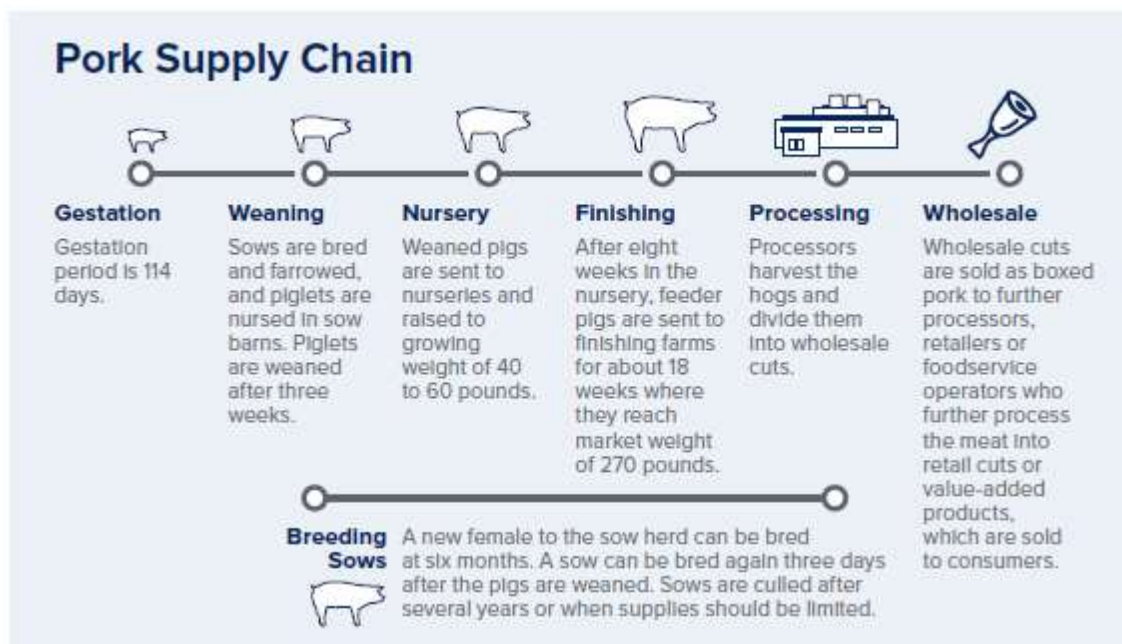 Pork Supply Chain
Gestation
Gestation
period is 114
days.
Weaning
Sows are bred
and farrowed,
and piglets are
nursed in sow
barns. Piglets
are weaned
after three
weeks.
Nursery
Weaned pigs
are sent to
nurseries and
raised to
growing
weight of 40
to 60 pounds.
Finishing
After eight
weeks in the
nursery, feeder
pigs are sent to
finishing farms
for about 18
weeks where
they reach
market weight
of 270 pounds.
Processing
Processors
harvest the
hogs and
divide them
into wholesale
cuts.
Wholesale
Wholesale cuts
are sold as boxed
pork to further
processors,
retailers or
foodservice
operators who
further process
the meat into
retail cuts or
value-added
products,
which are sold
to consumers.
Breeding
Sows
A new female to the sow herd can be bred
at six months. A sow can be bred again three days
after the pigs are weaned. Sows are culled after
several years or when supplies should be limited.